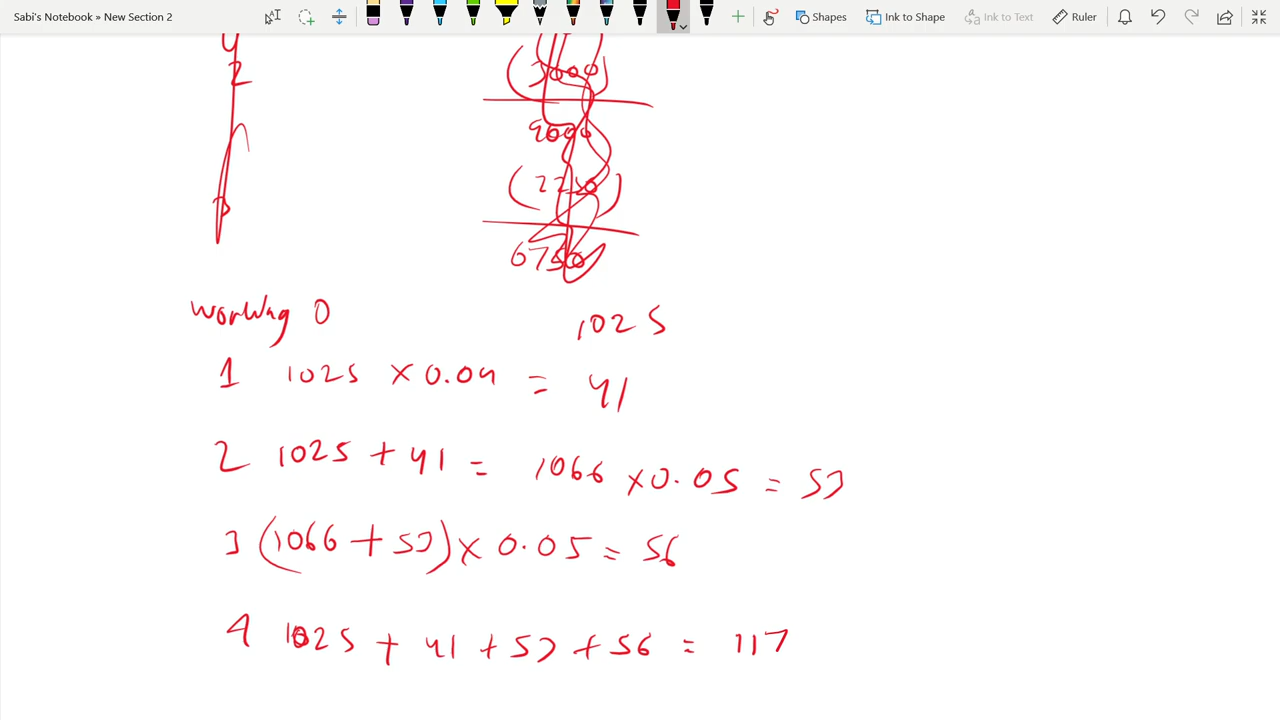 Sabi's Notebook » New Section 2
Shapes
Ink to Shape
Ink to Text
Ruler
y
2
(3000)
9000
(2250)
6750
working 0 1025
1 1025 × 0.04 = 41
2 1025 + 41 = 1066 × 0.05 = 53
3 (1066 + 53) × 0.05 = 56
4 1025 + 41 + 53 + 56 = 117